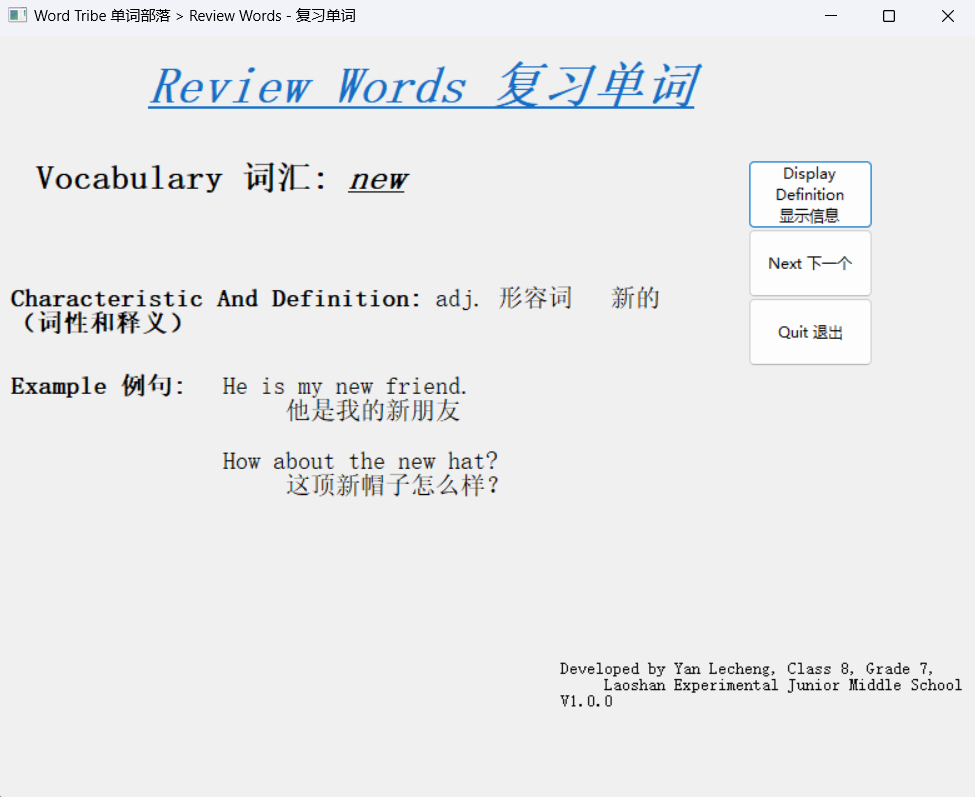 Word Tribe 单词部落 > Review Words - 复习单词
Review Words 复习单词
Vocabulary 词汇: new
Display
Definition
显示信息
Next 下一个
Quit 退出
Characteristic And Definition: adj. 形容词 新的
（词性和释义）
Example 例句: He is my new friend.
他是我的新朋友
How about the new hat?
这顶新帽子怎么样?
Developed by Yan Lecheng, Class 8, Grade 7,
Laoshan Experimental Junior Middle School
V1.0.0